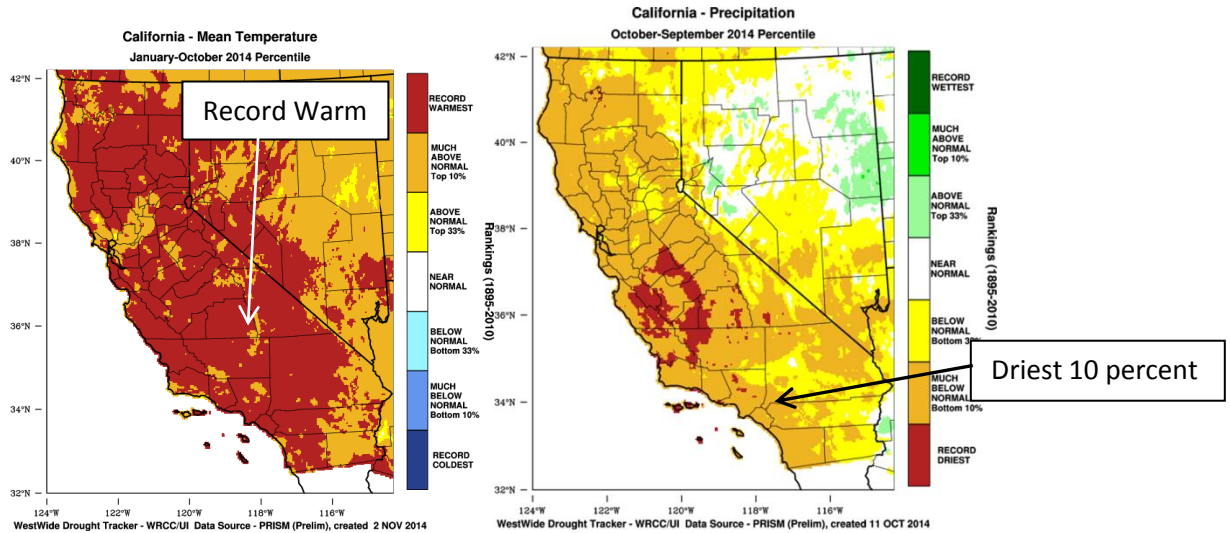 California - Mean Temperature
January-October 2014 Percentile
42°N
40°N
38°N
36°N
34°N
32°N
124°W
122°W
120°W
118°W
116°W
Record Warm
RECORD
WARMEST
MUCH
ABOVE
NORMAL
Top 10%
ABOVE
NORMAL
Top 33%
NEAR
NORMAL
BELOW
NORMAL
Bottom 33%
MUCH
BELOW
NORMAL
Bottom 10%
RECORD
COLDEST
Rankings (1895-2010)
WestWide Drought Tracker - WRCC/UI Data Source - PRISM (Prelim), created 2 NOV 2014
California - Precipitation
October-September 2014 Percentile
42°N
40°N
38°N
36°N
34°N
32°N
124°W
122°W
120°W
118°W
116°W
RECORD
WETTEST
MUCH
ABOVE
NORMAL
Top 10%
ABOVE
NORMAL
Top 33%
NEAR
NORMAL
BELOW
NORMAL
Bottom
MUCH
BELOW
NORMAL
Bottom 10%
RECORD
DRIEST
Rankings (1895-2010)
Driest 10 percent
WestWide Drought Tracker - WRCC/UI Data Source - PRISM (Prelim), created 11 OCT 2014